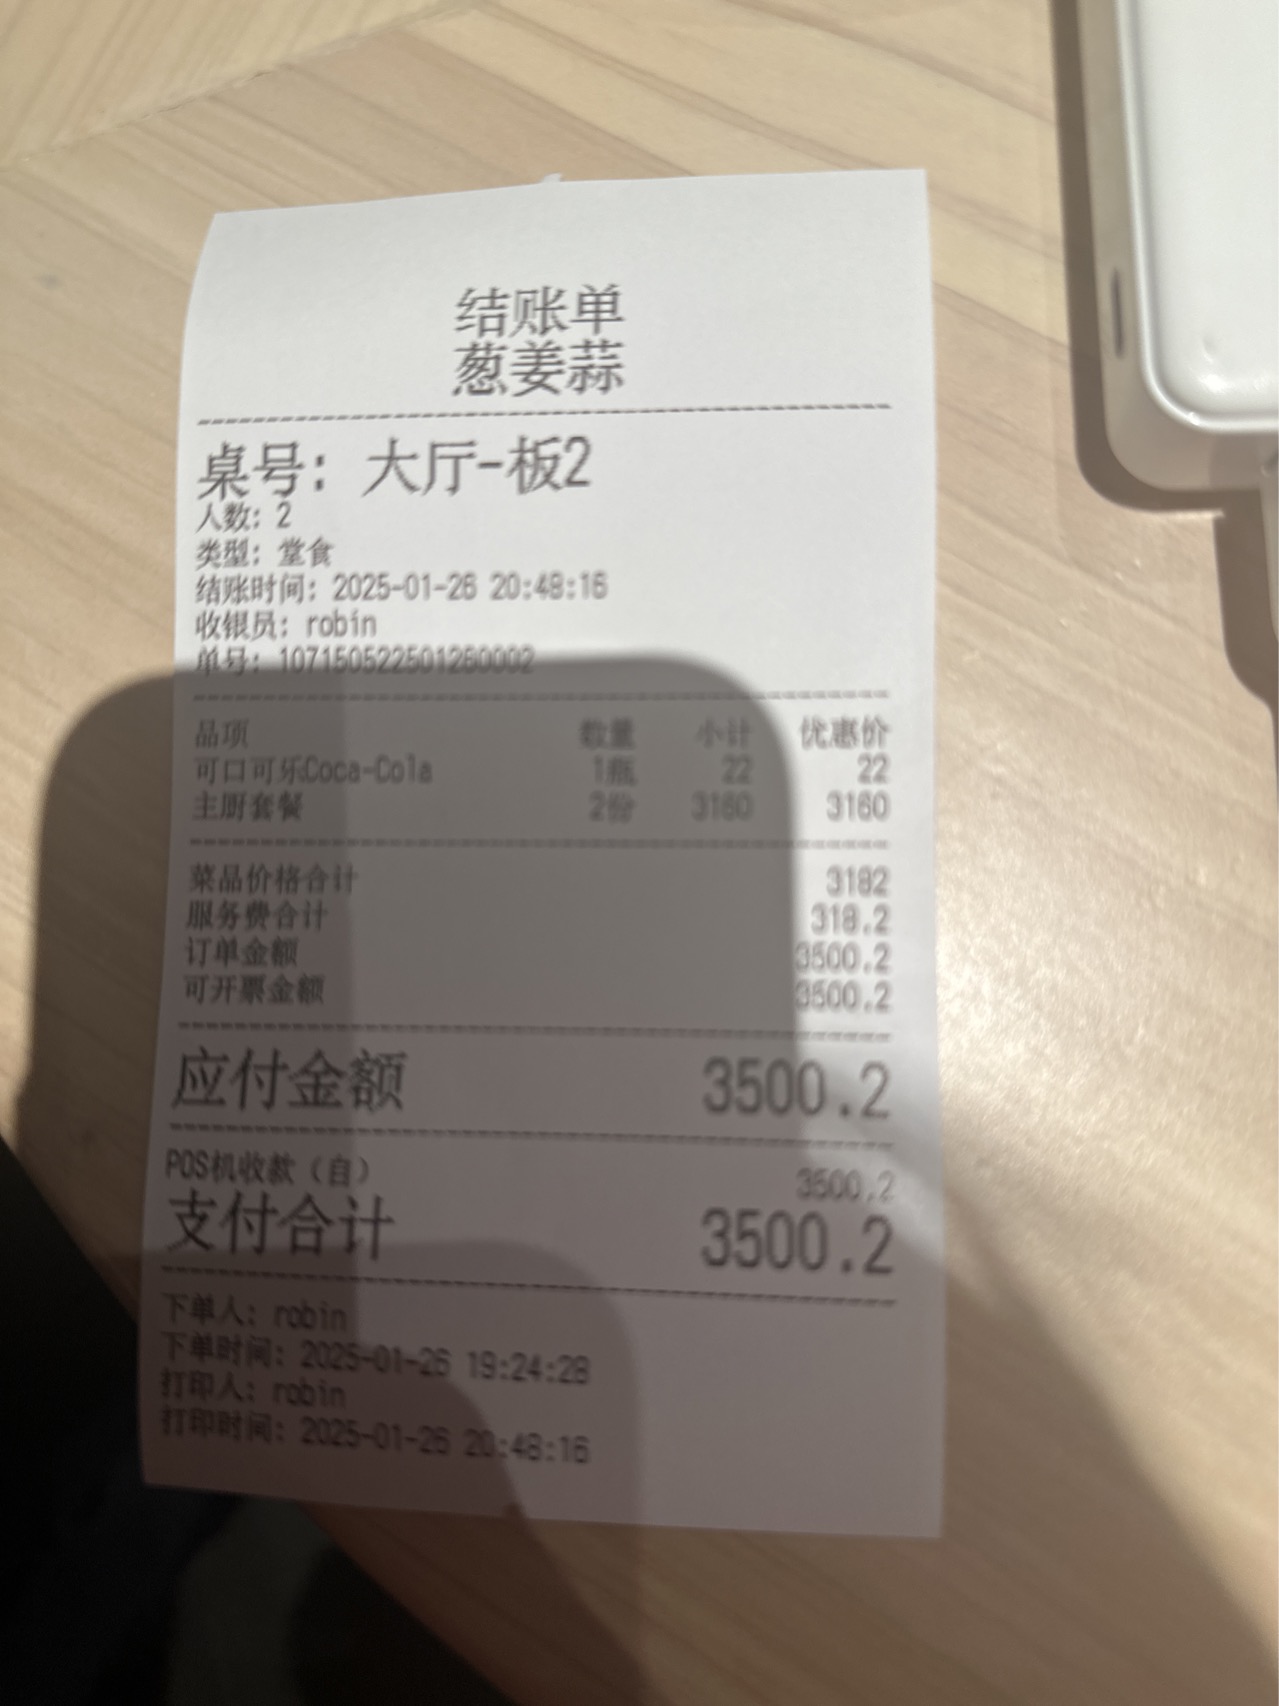 结账单
葱姜蒜
桌号: 大厅-板2
人数: 2
类型: 堂食
结账时间: 2025-01-26 20:48:16
收银员: robin
单号: 107150522501260002
品项 数量 小计 优惠价
可口可乐Coca-Cola 1瓶 22 22
主厨套餐 2份 3160 3160
菜品价格合计 3182
服务费合计 318.2
订单金额 3500.2
可开票金额 3500.2
应付金额 3500.2
POS机收款（自） 3500.2
支付合计 3500.2
下单人: robin
下单时间: 2025-01-26 19:24:28
打印人: robin
打印时间: 2025-01-26 20:48:16